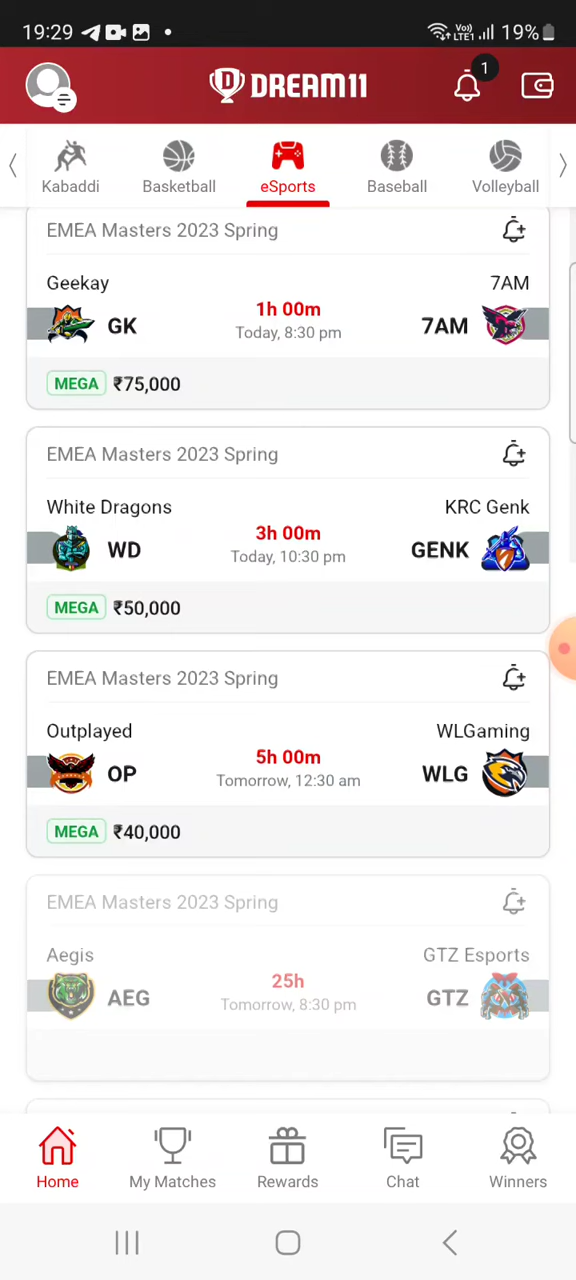 19:29 Vo)) LTE1 19%
DREAM11 1
Kabaddi Basketball eSports Baseball Volleyball
EMEA Masters 2023 Spring
Geekay 7AM
GK 1h 00m 7AM
Today, 8:30 pm
MEGA ₹75,000
EMEA Masters 2023 Spring
White Dragons KRC Genk
WD 3h 00m GENK
Today, 10:30 pm
MEGA ₹50,000
EMEA Masters 2023 Spring
Outplayed WLGaming
OP 5h 00m WLG
Tomorrow, 12:30 am
MEGA ₹40,000
EMEA Masters 2023 Spring
Aegis GTZ Esports
AEG 25h GTZ
Tomorrow, 8:30 pm
Home My Matches Rewards Chat Winners